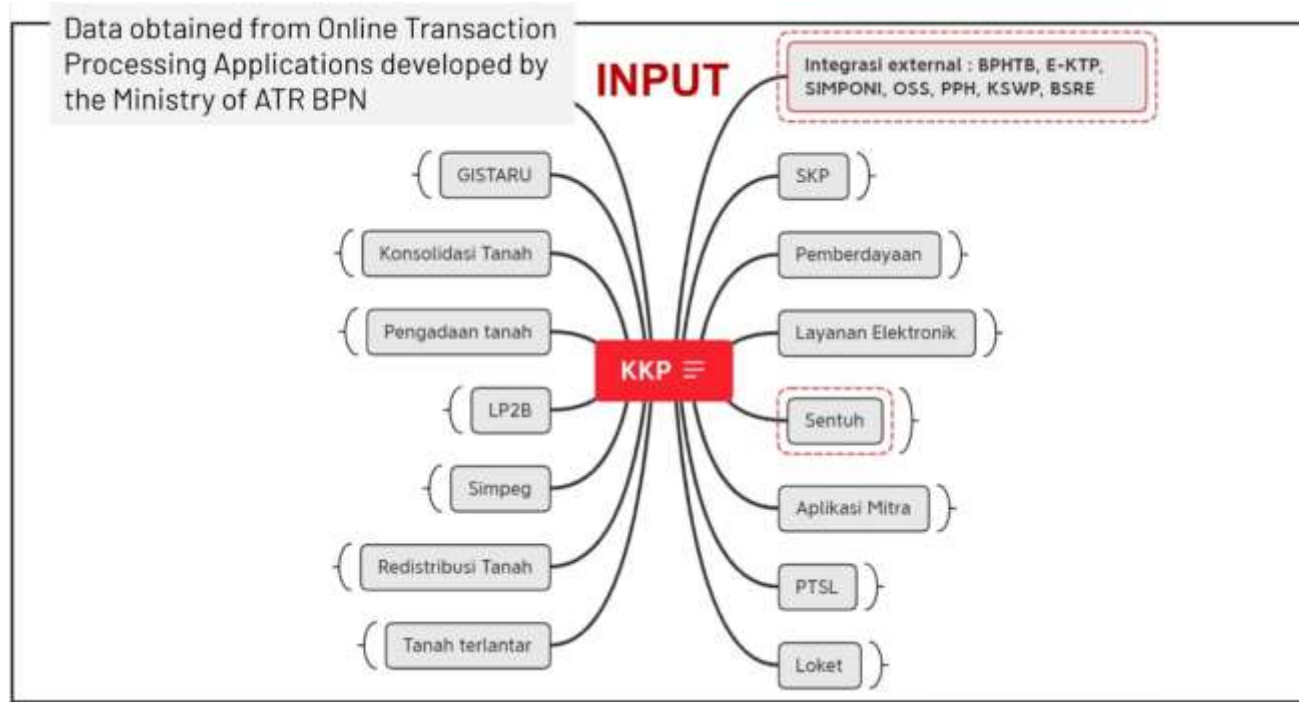 Data obtained from Online Transaction
Processing Applications developed by
the Ministry of ATR BPN
INPUT
Integrasi external : BPHTB, E-KTP,
SIMPONI, OSS, PPH, KSWP, BSRE
GISTARU
SKP
Konsolidasi Tanah
Pemberdayaan
Pengadaan tanah
Layanan Elektronik
KKP
LP2B
Sentuh
Simpeg
Aplikasi Mitra
Redistribusi Tanah
PTSL
Tanah terlantar
Loket